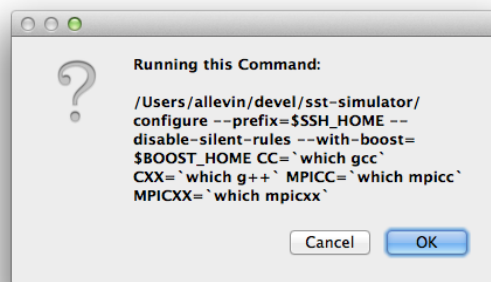 Running this Command:
/Users/allevin/devel/sst-simulator/
configure --prefix=$SSH_HOME --
disable-silent-rules --with-boost=
$BOOST_HOME CC=`which gcc`
CXX=`which g++` MPICC=`which mpicc`
MPICXX=`which mpicxx`
Cancel
OK